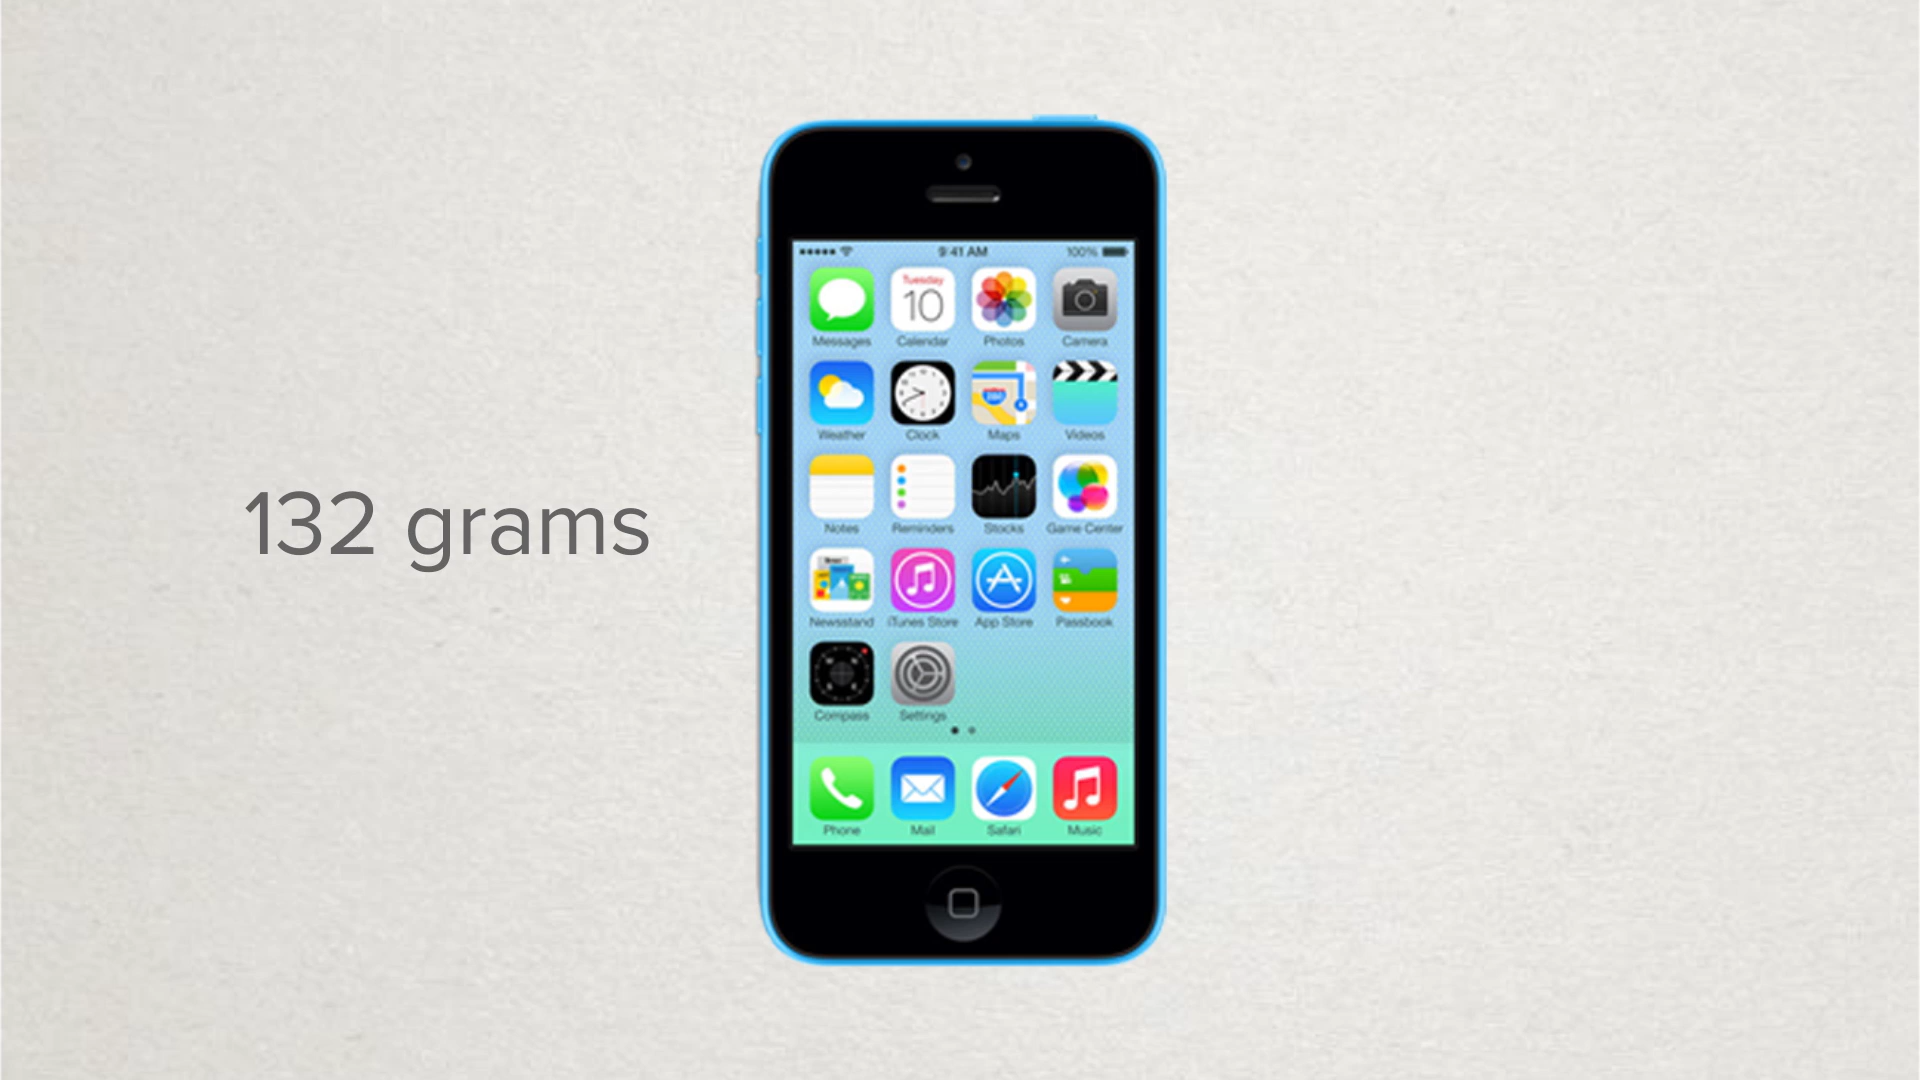 132 grams
9:41 AM 100%
Tuesday
10
Messages Calendar Photos Camera
280
Weather Clock Maps Videos
Notes Reminders Stocks Game Center
Newsstand iTunes Store App Store Passbook
Compass Settings
Phone Mail Safari Music